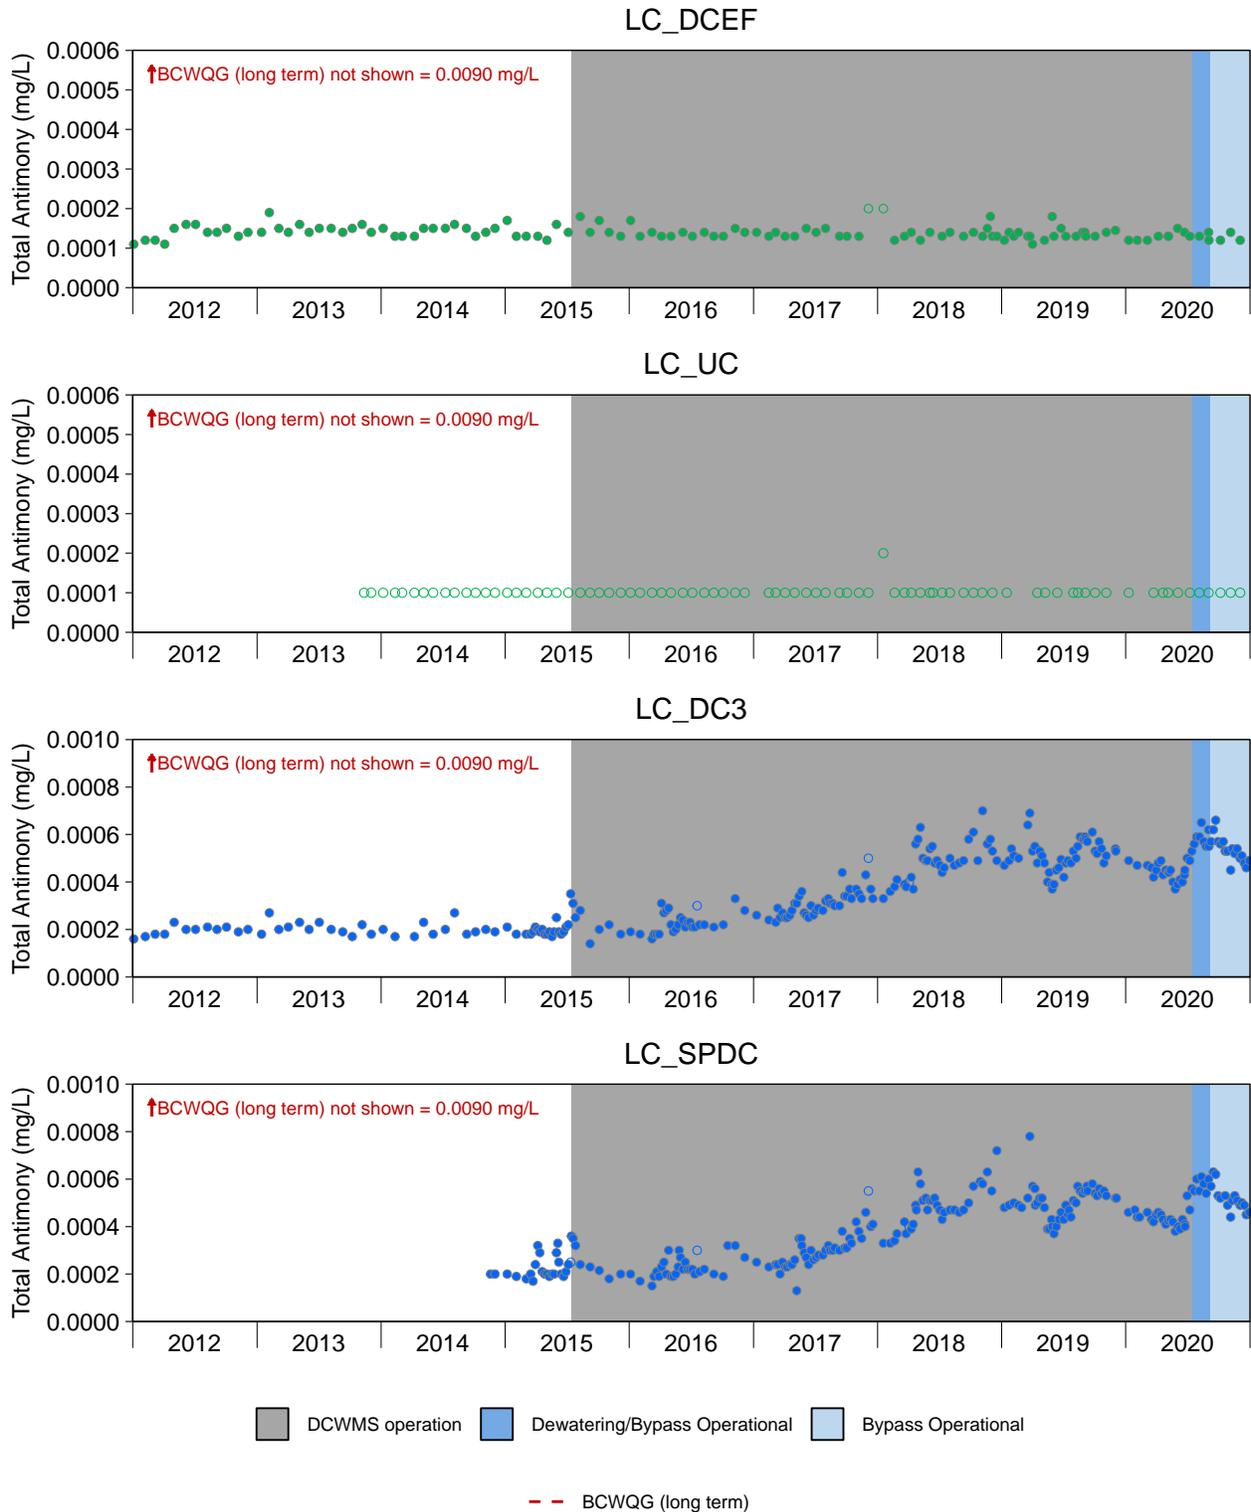 LC_DCEF
Total Antimony (mg/L)
0.0006
0.0005
0.0004
0.0003
0.0002
0.0001
0.0000
↑BCWQG (long term) not shown = 0.0090 mg/L
2012 2013 2014 2015 2016 2017 2018 2019 2020
LC_UC
Total Antimony (mg/L)
0.0006
0.0005
0.0004
0.0003
0.0002
0.0001
0.0000
↑BCWQG (long term) not shown = 0.0090 mg/L
2012 2013 2014 2015 2016 2017 2018 2019 2020
LC_DC3
Total Antimony (mg/L)
0.0010
0.0008
0.0006
0.0004
0.0002
0.0000
↑BCWQG (long term) not shown = 0.0090 mg/L
2012 2013 2014 2015 2016 2017 2018 2019 2020
LC_SPDC
Total Antimony (mg/L)
0.0010
0.0008
0.0006
0.0004
0.0002
0.0000
↑BCWQG (long term) not shown = 0.0090 mg/L
2012 2013 2014 2015 2016 2017 2018 2019 2020
DCWMS operation Dewatering/Bypass Operational Bypass Operational
BCWQG (long term)